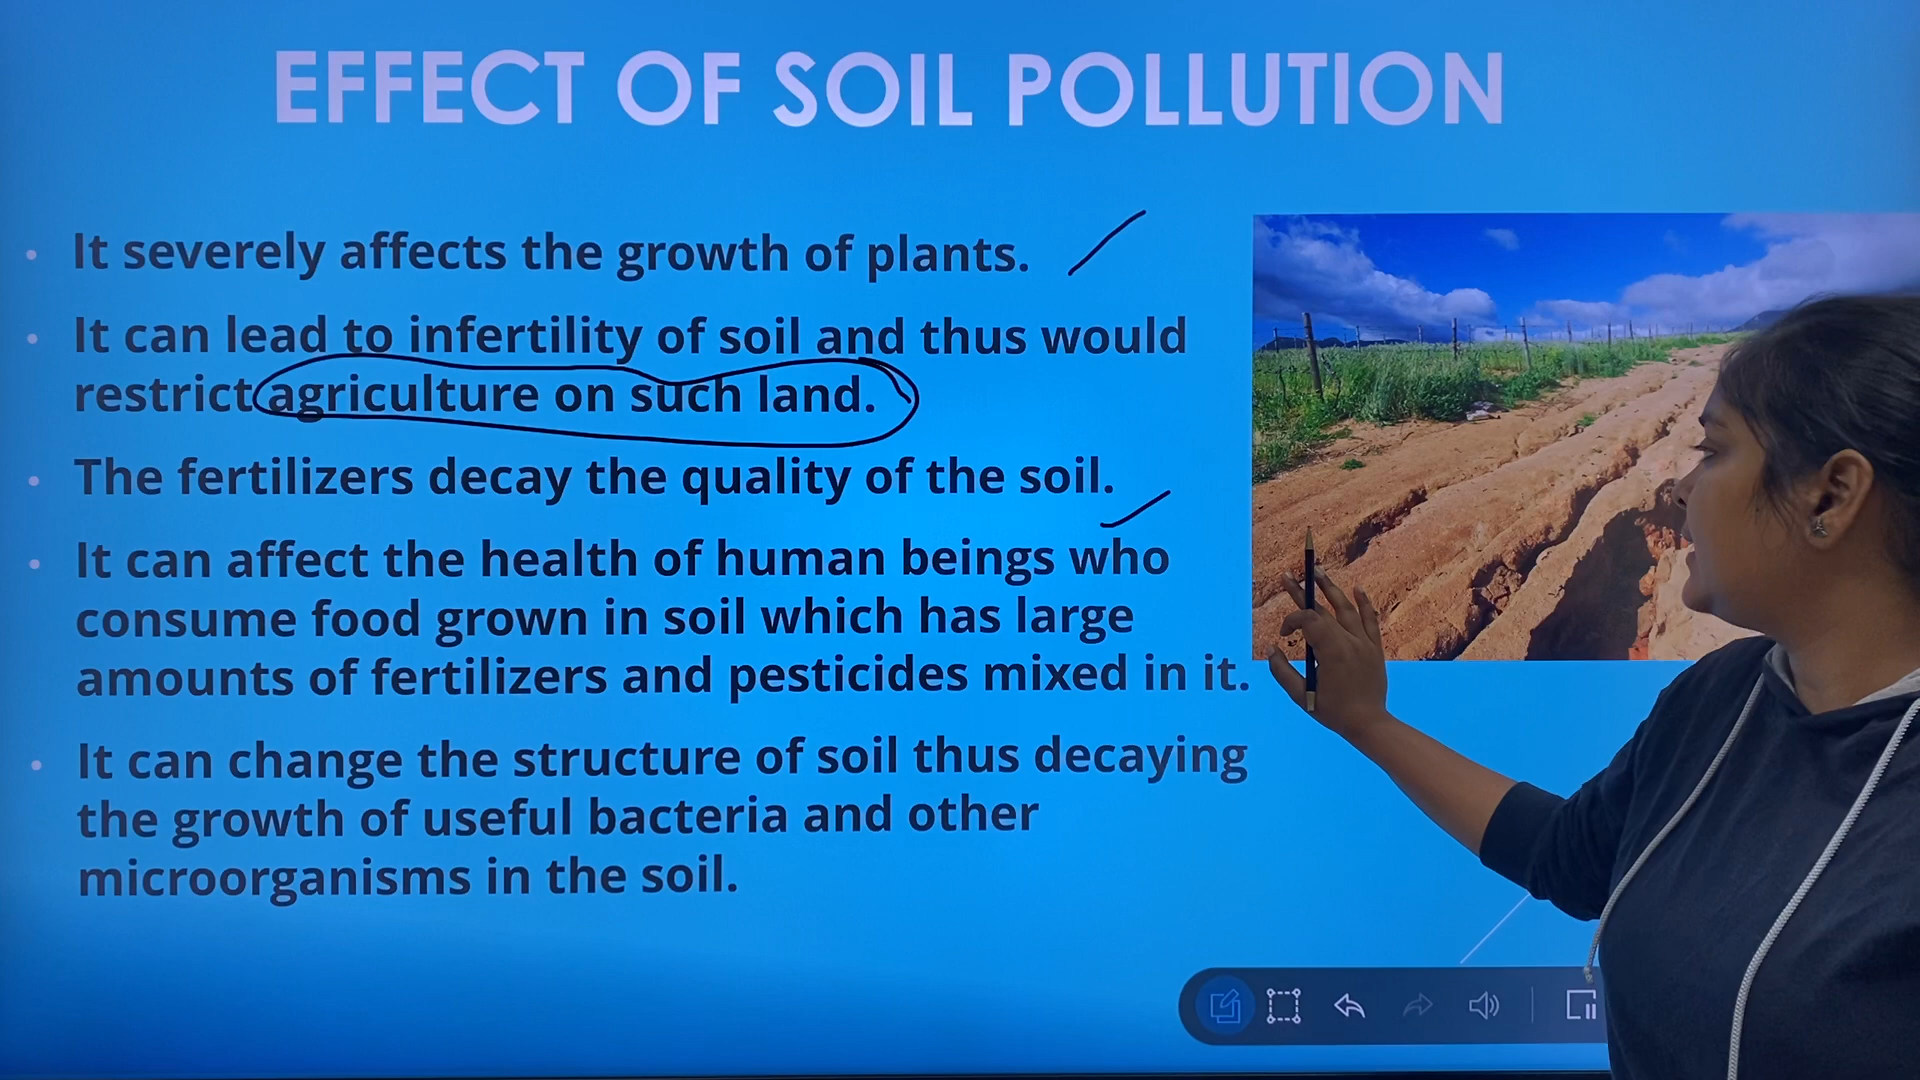 EFFECT OF SOIL POLLUTION
• It severely affects the growth of plants.
• It can lead to infertility of soil and thus would
restrict agriculture on such land.
• The fertilizers decay the quality of the soil.
• It can affect the health of human beings who
consume food grown in soil which has large
amounts of fertilizers and pesticides mixed in it.
• It can change the structure of soil thus decaying
the growth of useful bacteria and other
microorganisms in the soil.